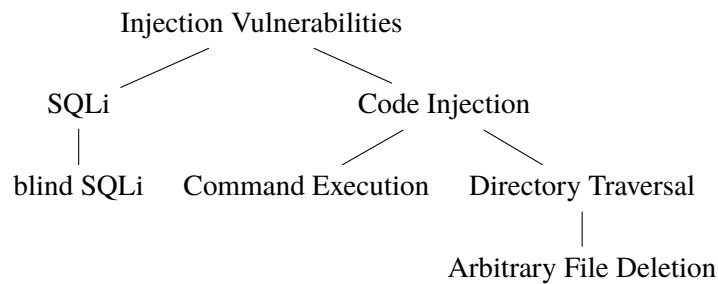 Injection Vulnerabilities
SQLi Code Injection
blind SQLi Command Execution Directory Traversal
Arbitrary File Deletion